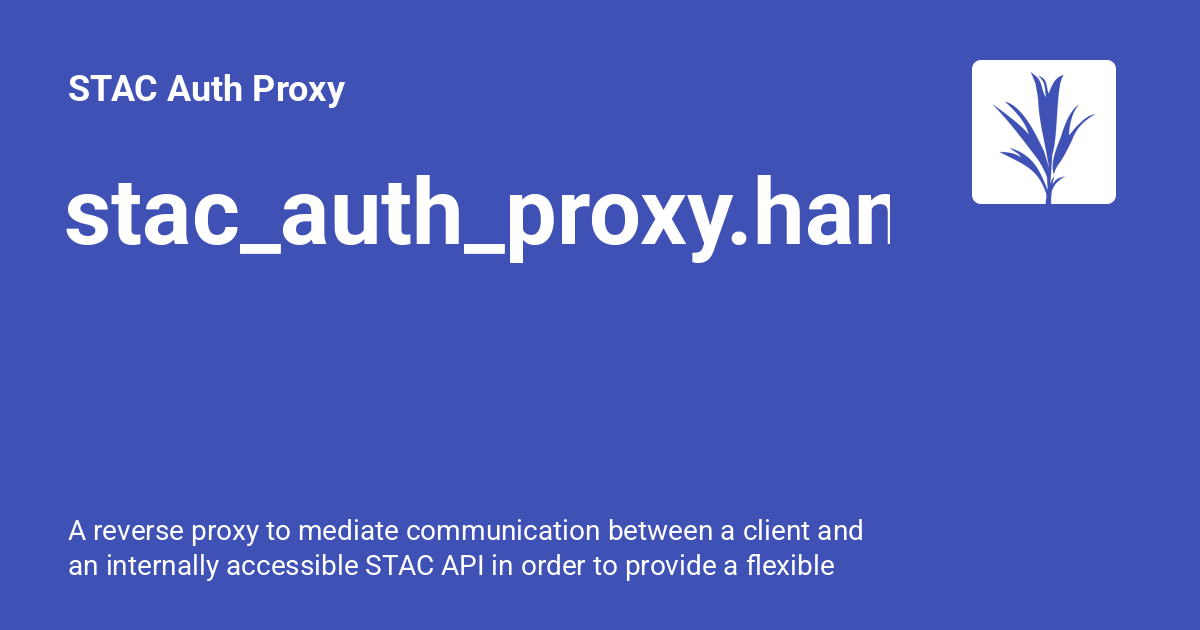 STAC Auth Proxy
stac_auth_proxy.han
A reverse proxy to mediate communication between a client and
an internally accessible STAC API in order to provide a flexible